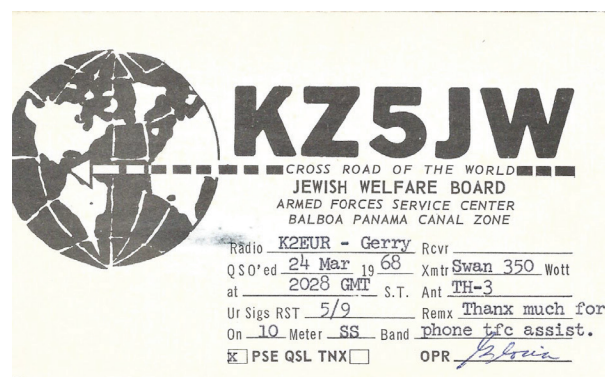 KZ5JW
CROSS ROAD OF THE WORLD
JEWISH WELFARE BOARD
ARMED FORCES SERVICE CENTER
BALBOA PANAMA CANAL ZONE
Radio K2EUR - Gerry Rcvr
QSO'ed 24 Mar 19 68 Xmtr Swan 350 Wott
at 2028 GMT S.T. Ant TH-3
Ur Sigs RST 5/9 Remx Thanx much for
On 10 Meter SS Band phone tfc assist.
x PSE QSL TNX OPR Gloria